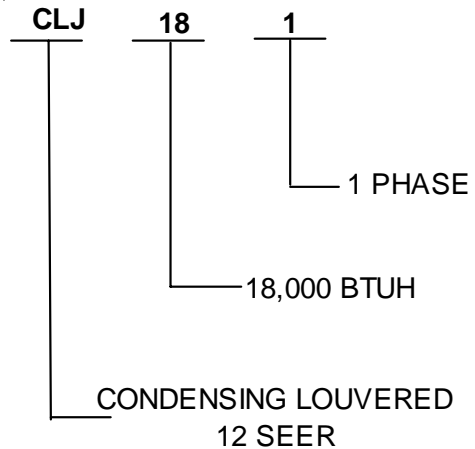 CLJ 18 1
1 PHASE
18,000 BTUH
CONDENSING LOUVERED
12 SEER